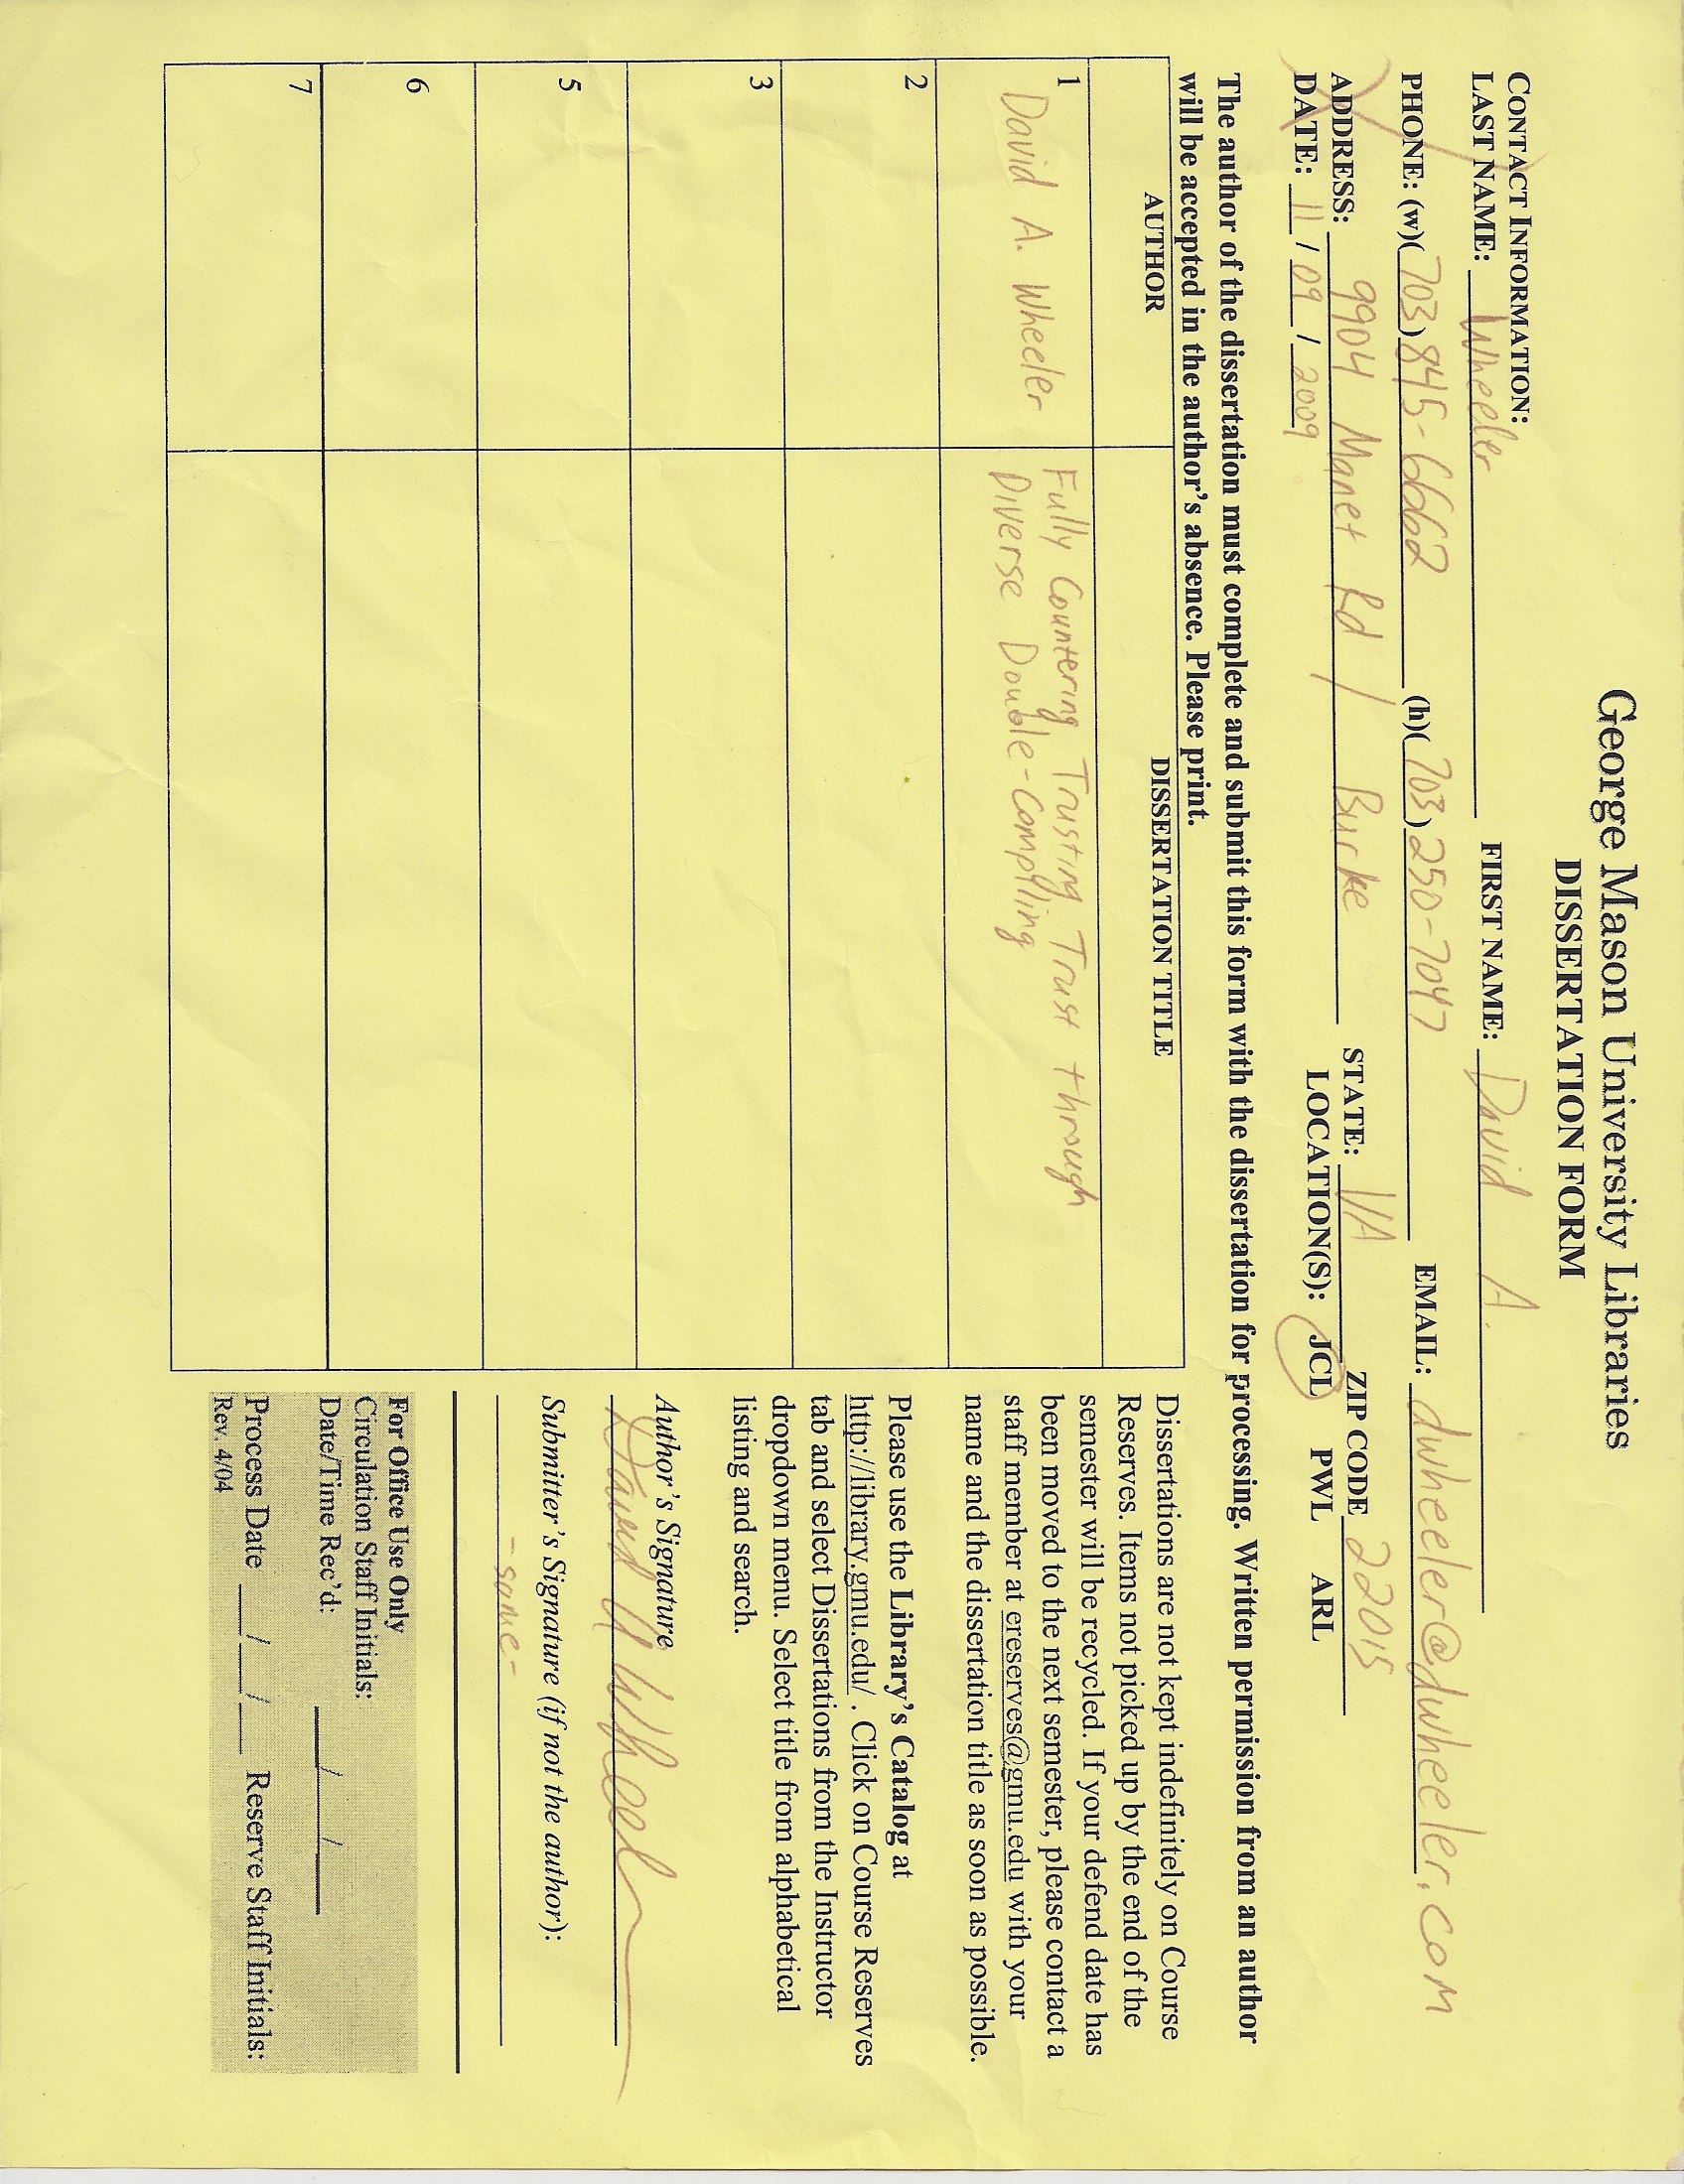 George Mason University Libraries
DISSERTATION FORM
CONTACT INFORMATION:
LAST NAME: Wheeler FIRST NAME: David A.
PHONE: (w)(703) 845-6662 (h)(703) 250-7047 EMAIL: dwheeler@dwheeler.com
ADDRESS: 9904 Manet Rd / Burke STATE: VA ZIP CODE 22015
DATE: 11 / 09 / 2009 LOCATION(S): JCL PWL ARL
The author of the dissertation must complete and submit this form with the dissertation for processing. Written permission from an author
will be accepted in the author's absence. Please print.
AUTHOR DISSERTATION TITLE
1 David A. Wheeler Fully Countering Trusting Trust through
Diverse Double-Compiling
2
3
5
6
7
Dissertations are not kept indefinitely on Course
Reserves. Items not picked up by the end of the
semester will be recycled. If your defend date has
been moved to the next semester, please contact a
staff member at ereserves@gmu.edu with your
name and the dissertation title as soon as possible.
Please use the Library's Catalog at
http://library.gmu.edu/ . Click on Course Reserves
tab and select Dissertations from the Instructor
dropdown menu. Select title from alphabetical
listing and search.
Author's Signature
David A Wheeler
Submitter's Signature (if not the author):
- same -
For Office Use Only
Circulation Staff Initials:
Date/Time Rec'd: / /
Process Date / / Reserve Staff Initials:
Rev. 4/04